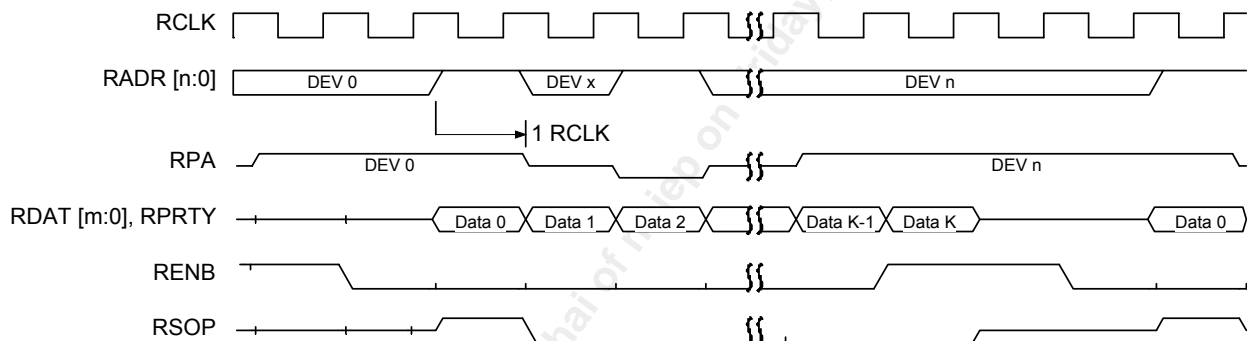 RCLK
RADR [n:0]
DEV 0
DEV x
DEV n
1 RCLK
RPA
DEV 0
DEV n
RDAT [m:0], RPRTY
Data 0
Data 1
Data 2
Data K-1
Data K
Data 0
RENB
RSOP